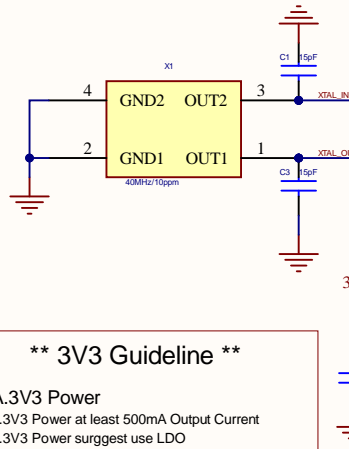 X1
C1 15pF
4 GND2 OUT2 3
XTAL_IN
2 GND1 OUT1 1
XTAL_O
40MHz/10ppm
C3 15pF
3
** 3V3 Guideline **
A.3V3 Power
.3V3 Power at least 500mA Output Current
.3V3 Power surggest use LDO